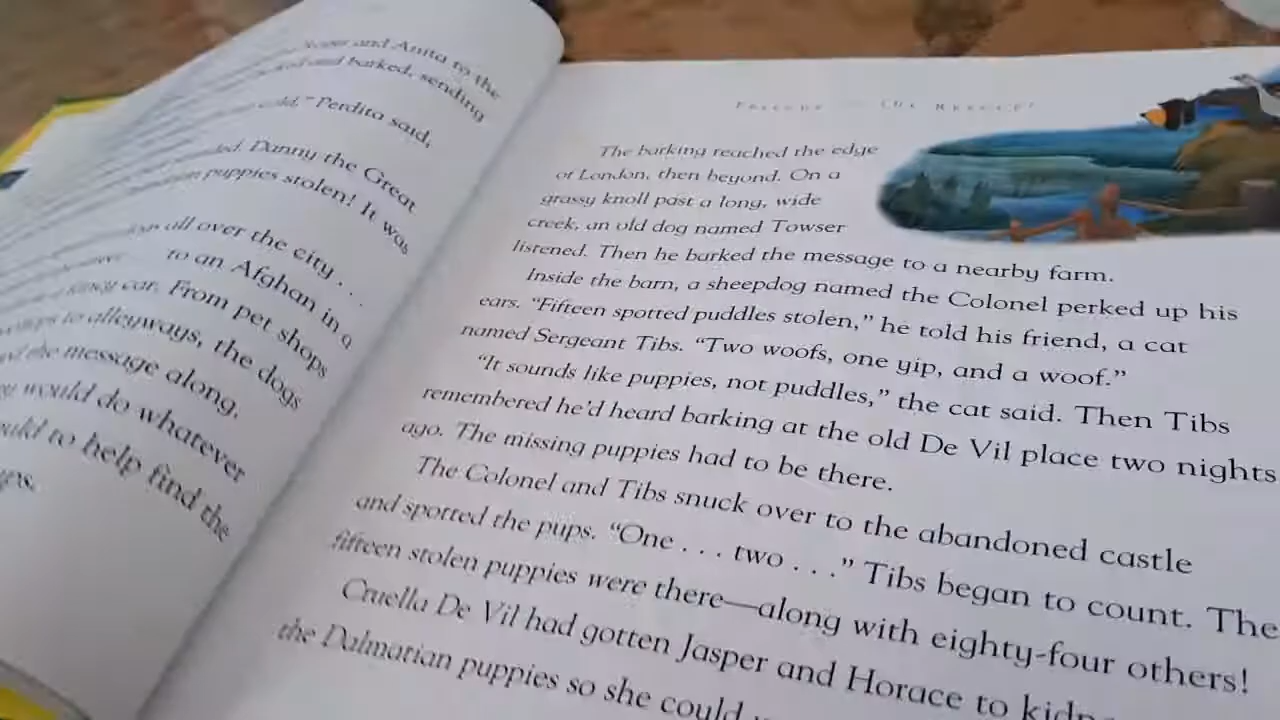 and Anita to the
and barked, sending
Perdita said,
Danny the Great
puppies stolen! It was
all over the city . . .
to an Afghan in a
car. From pet shops
to alleyways, the dogs
the message along.
would do whatever
to help find the
to the Rescue!
The barking reached the edge
of London, then beyond. On a
grassy knoll past a long, wide
creek, an old dog named Towser
listened. Then he barked the message to a nearby farm.
Inside the barn, a sheepdog named the Colonel perked up his
ears. “Fifteen spotted puddles stolen,” he told his friend, a cat
named Sergeant Tibs. “Two woofs, one yip, and a woof.”
“It sounds like puppies, not puddles,” the cat said. Then Tibs
remembered he’d heard barking at the old De Vil place two nights
ago. The missing puppies had to be there.
The Colonel and Tibs snuck over to the abandoned castle
and spotted the pups. “One . . . two . . .” Tibs began to count. The
fifteen stolen puppies were there—along with eighty-four others!
Cruella De Vil had gotten Jasper and Horace to
the Dalmatian puppies so she could